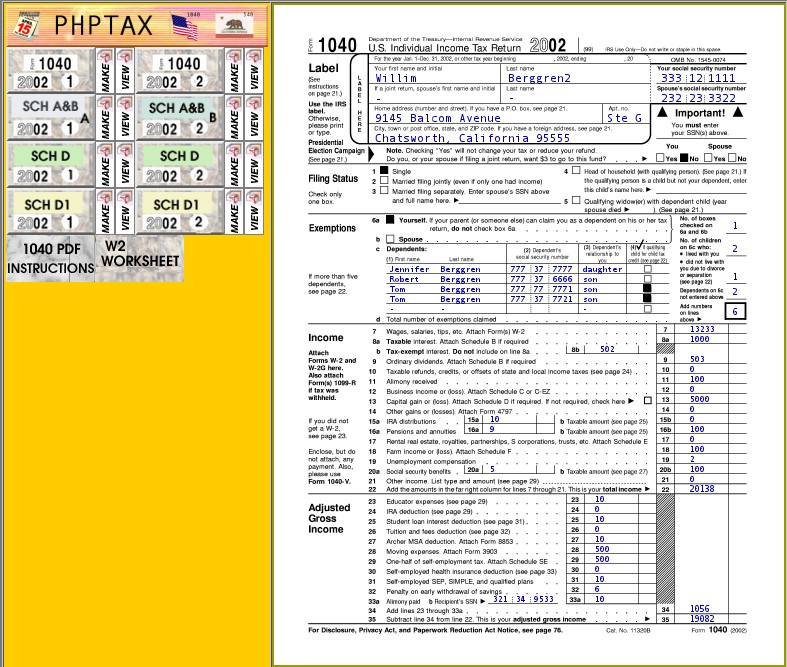 APR 15
PHPTAX
1040
540
1040
2002 1
MAKE
VIEW
1040
2002 2
MAKE
VIEW
SCH A&B
2002 1 A
MAKE
VIEW
SCH A&B
2002 2 B
MAKE
VIEW
SCH D
2002 1
MAKE
VIEW
SCH D
2002 2
MAKE
VIEW
SCH D1
2002 1
MAKE
VIEW
SCH D1
2002 2
MAKE
VIEW
1040 PDF
INSTRUCTIONS
W2
WORKSHEET
Form 1040
Department of the Treasury—Internal Revenue Service
U.S. Individual Income Tax Return
2002
(99)
IRS Use Only—Do not write or staple in this space.
For the year Jan. 1-Dec. 31, 2002, or other tax year beginning , 2002, ending , 20
OMB No. 1545-0074
Label
(See
instructions
on page 21.)
Use the IRS
label.
Otherwise,
please print
or type.
Presidential
Election Campaign
(See page 21.)
LABEL
HERE
Your first name and initial
Last name
Your social security number
Willim
Berggren2
333 12 1111
If a joint return, spouse's first name and initial
Last name
Spouse's social security number
-
-
232 23 3322
Home address (number and street). If you have a P.O. box, see page 21.
Apt. no.
9145 Balcom Avenue
Ste G
City, town or post office, state, and ZIP code. If you have a foreign address, see page 21.
Chatsworth, California 95555
Important!
You must enter
your SSN(s) above.
Note. Checking "Yes" will not change your tax or reduce your refund.
Do you, or your spouse if filing a joint return, want $3 to go to this fund? . . .
You
Spouse
Yes No
Yes No
Filing Status
Check only
one box.
1 Single
2 Married filing jointly (even if only one had income)
3 Married filing separately. Enter spouse's SSN above
and full name here.
4 Head of household (with qualifying person). (See page 21.) If
the qualifying person is a child but not your dependent, enter
this child's name here.
5 Qualifying widow(er) with dependent child (year
spouse died ). (See page 21.)
Exemptions
If more than five
dependents,
see page 22.
6a Yourself. If your parent (or someone else) can claim you as a dependent on his or her tax
return, do not check box 6a
b Spouse
c Dependents:
(1) First name Last name
(2) Dependent's
social security number
(3) Dependent's
relationship to
you
(4) if qualifying
child for child tax
credit (see page 22)
Jennifer Berggren 777 37 7777 daughter
Robert Berggren 777 37 6666 son
Tom Berggren 777 77 7771 son
Tom Berggren 777 37 7721 son
- - -
d Total number of exemptions claimed
No. of boxes
checked on
6a and 6b
1
No. of children
on 6c who:
• lived with you
2
• did not live with
you due to divorce
or separation
(see page 22)
1
Dependents on 6c
not entered above
2
Add numbers
on lines
above
6
Income
Attach
Forms W-2 and
W-2G here.
Also attach
Form(s) 1099-R
if tax was
withheld.
If you did not
get a W-2,
see page 23.
Enclose, but do
not attach, any
payment. Also,
please use
Form 1040-V.
7 Wages, salaries, tips, etc. Attach Form(s) W-2 7 13233
8a Taxable interest. Attach Schedule B if required 8a 1000
b Tax-exempt interest. Do not include on line 8a 8b 502
9 Ordinary dividends. Attach Schedule B if required 9 503
10 Taxable refunds, credits, or offsets of state and local income taxes (see page 24) 10 0
11 Alimony received 11 100
12 Business income or (loss). Attach Schedule C or C-EZ 12 0
13 Capital gain or (loss). Attach Schedule D if required. If not required, check here 13 5000
14 Other gains or (losses). Attach Form 4797 14 0
15a IRA distributions 15a 10 b Taxable amount (see page 25) 15b 0
16a Pensions and annuities 16a 9 b Taxable amount (see page 25) 16b 100
17 Rental real estate, royalties, partnerships, S corporations, trusts, etc. Attach Schedule E 17 0
18 Farm income or (loss). Attach Schedule F 18 100
19 Unemployment compensation 19 2
20a Social security benefits 20a 5 b Taxable amount (see page 27) 20b 100
21 Other income. List type and amount (see page 29) 21 0
22 Add the amounts in the far right column for lines 7 through 21. This is your total income 22 20138
Adjusted
Gross
Income
23 Educator expenses (see page 29) 23 10
24 IRA deduction (see page 29) 24 0
25 Student loan interest deduction (see page 31) 25 10
26 Tuition and fees deduction (see page 32) 26 0
27 Archer MSA deduction. Attach Form 8853 27 10
28 Moving expenses. Attach Form 3903 28 500
29 One-half of self-employment tax. Attach Schedule SE 29 500
30 Self-employed health insurance deduction (see page 33) 30 0
31 Self-employed SEP, SIMPLE, and qualified plans 31 10
32 Penalty on early withdrawal of savings 32 6
33a Alimony paid b Recipient's SSN 321 34 9533 33a 10
34 Add lines 23 through 33a 34 1056
35 Subtract line 34 from line 22. This is your adjusted gross income 35 19082
For Disclosure, Privacy Act, and Paperwork Reduction Act Notice, see page 76.
Cat. No. 11320B
Form 1040 (2002)